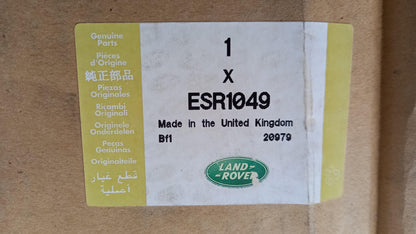 Genuine
Parts
Pièces
d'Origine
純正部品
Piezas
Originales
Ricambi
Originali
Originele
Onderdelen
Peças
Genuinas
Originalteile
قطع غيار
أصلية
1
X
ESR1049
Made in the United Kingdom
Bf1 20979
LAND-
ROVER